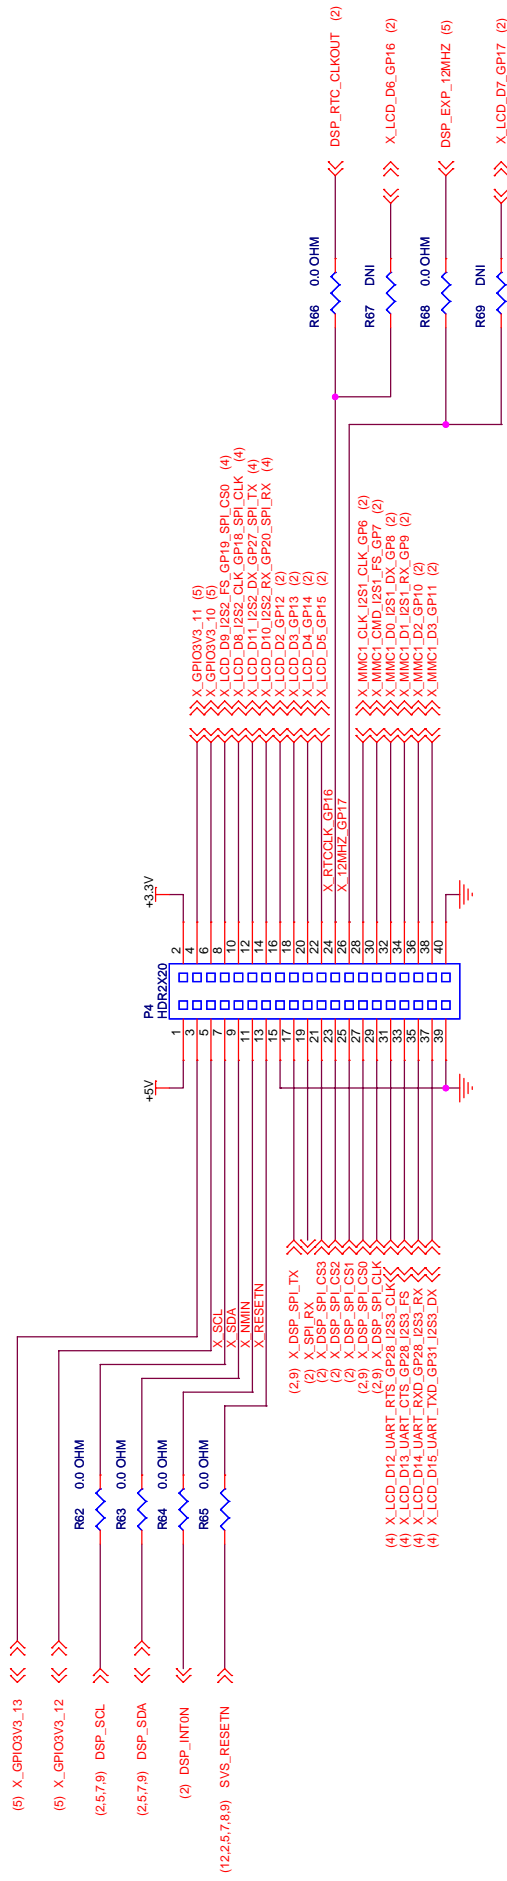 (5) X_GPIO3V3_13
(5) X_GPIO3V3_12
(2,5,7,9) DSP_SCL
(2,5,7,9) DSP_SDA
(2) DSP_INT0N
(12,2,5,7,8,9) SVS_RESETN
R62 0.0 OHM
R63 0.0 OHM
R64 0.0 OHM
R65 0.0 OHM
X_SCL
X_SDA
X_NMIN
X_RESETN
(2,9) X_DSP_SPI_TX
(2) X_SPI_RX
(2) X_DSP_SPI_CS3
(2) X_DSP_SPI_CS2
(2) X_DSP_SPI_CS1
(2,9) X_DSP_SPI_CS0
(2,9) X_DSP_SPI_CLK
(4) X_LCD_D12_UART_RTS_GP28_I2S3_CLK
(4) X_LCD_D13_UART_CTS_GP28_I2S3_FS
(4) X_LCD_D14_UART_RXD_GP28_I2S3_RX
(4) X_LCD_D15_UART_TXD_GP31_I2S3_DX
+5V
+3.3V
P4
HDR2X20
1 2
3 4
5 6
7 8
9 10
11 12
13 14
15 16
17 18
19 20
21 22
23 24
25 26
27 28
29 30
31 32
33 34
35 36
37 38
39 40
X_GPIO3V3_11 (5)
X_GPIO3V3_10 (5)
X_LCD_D9_I2S2_FS_GP19_SPI_CS0 (4)
X_LCD_D8_I2S2_CLK_GP18_SPI_CLK (4)
X_LCD_D11_I2S2_DX_GP27_SPI_TX (4)
X_LCD_D10_I2S2_RX_GP20_SPI_RX (4)
X_LCD_D2_GP12 (2)
X_LCD_D3_GP13 (2)
X_LCD_D4_GP14 (2)
X_LCD_D5_GP15 (2)
X_RTCCLK_GP16
X_12MHZ_GP17
X_MMC1_CLK_I2S1_CLK_GP6 (2)
X_MMC1_CMD_I2S1_FS_GP7 (2)
X_MMC1_D0_I2S1_DX_GP8 (2)
X_MMC1_D1_I2S1_RX_GP9 (2)
X_MMC1_D2_GP10 (2)
X_MMC1_D3_GP11 (2)
R66 0.0 OHM
R67 DNI
R68 0.0 OHM
R69 DNI
DSP_RTC_CLKOUT (2)
X_LCD_D6_GP16 (2)
DSP_EXP_12MHZ (5)
X_LCD_D7_GP17 (2)